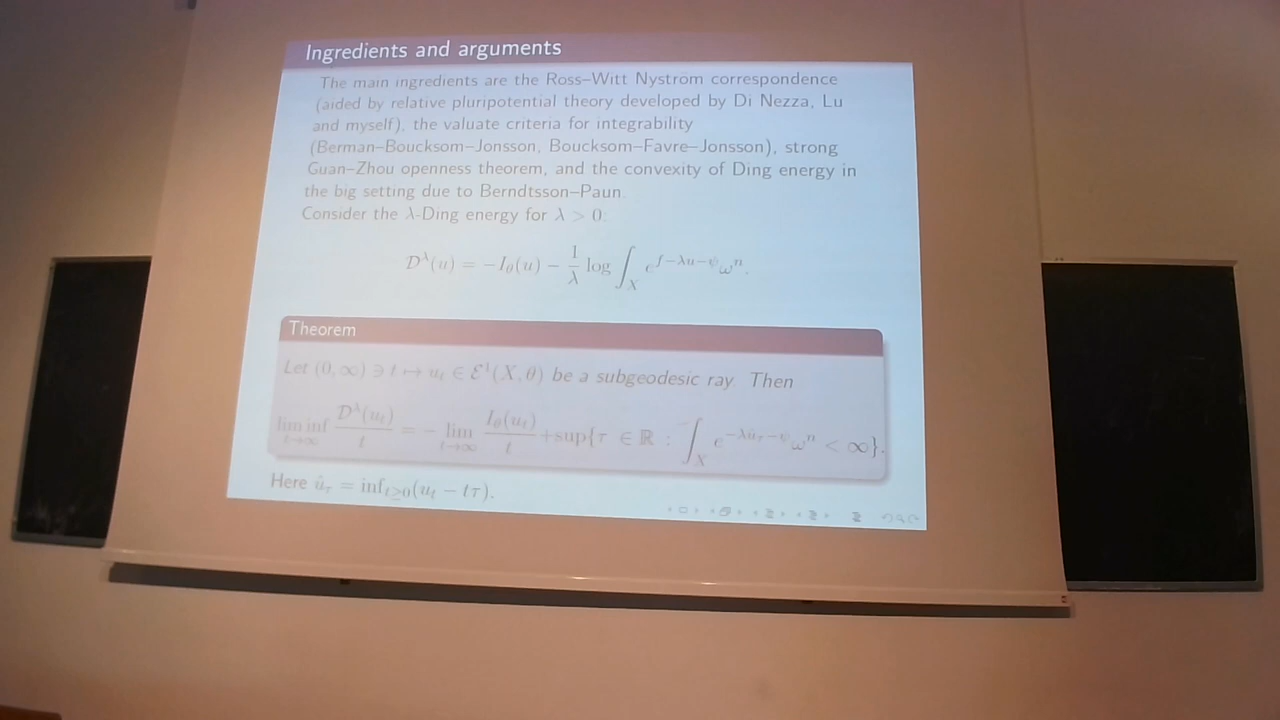 Ingredients and arguments
The main ingredients are the Ross–Witt Nyström correspondence
(aided by relative pluripotential theory developed by Di Nezza, Lu
and myself), the valuate criteria for integrability
(Berman–Boucksom–Jonsson, Boucksom–Favre–Jonsson), strong
Guan–Zhou openness theorem, and the convexity of Ding energy in
the big setting due to Berndtsson–Paun.
Consider the λ-Ding energy for λ > 0:
D^λ(u) = −I_θ(u) − 1/λ log ∫_X e^{f−λu−ψ} ω^n.
Theorem
Let (0, ∞) ∋ t ↦ u_t ∈ ℰ^1(X, θ) be a subgeodesic ray. Then
lim inf_{t→∞} D^λ(u_t)/t = − lim_{t→∞} I_θ(u_t)/t + sup{τ ∈ ℝ : ∫_X e^{−λû_τ−ψ} ω^n < ∞}.
Here û_τ = inf_{t≥0}(u_t − tτ).